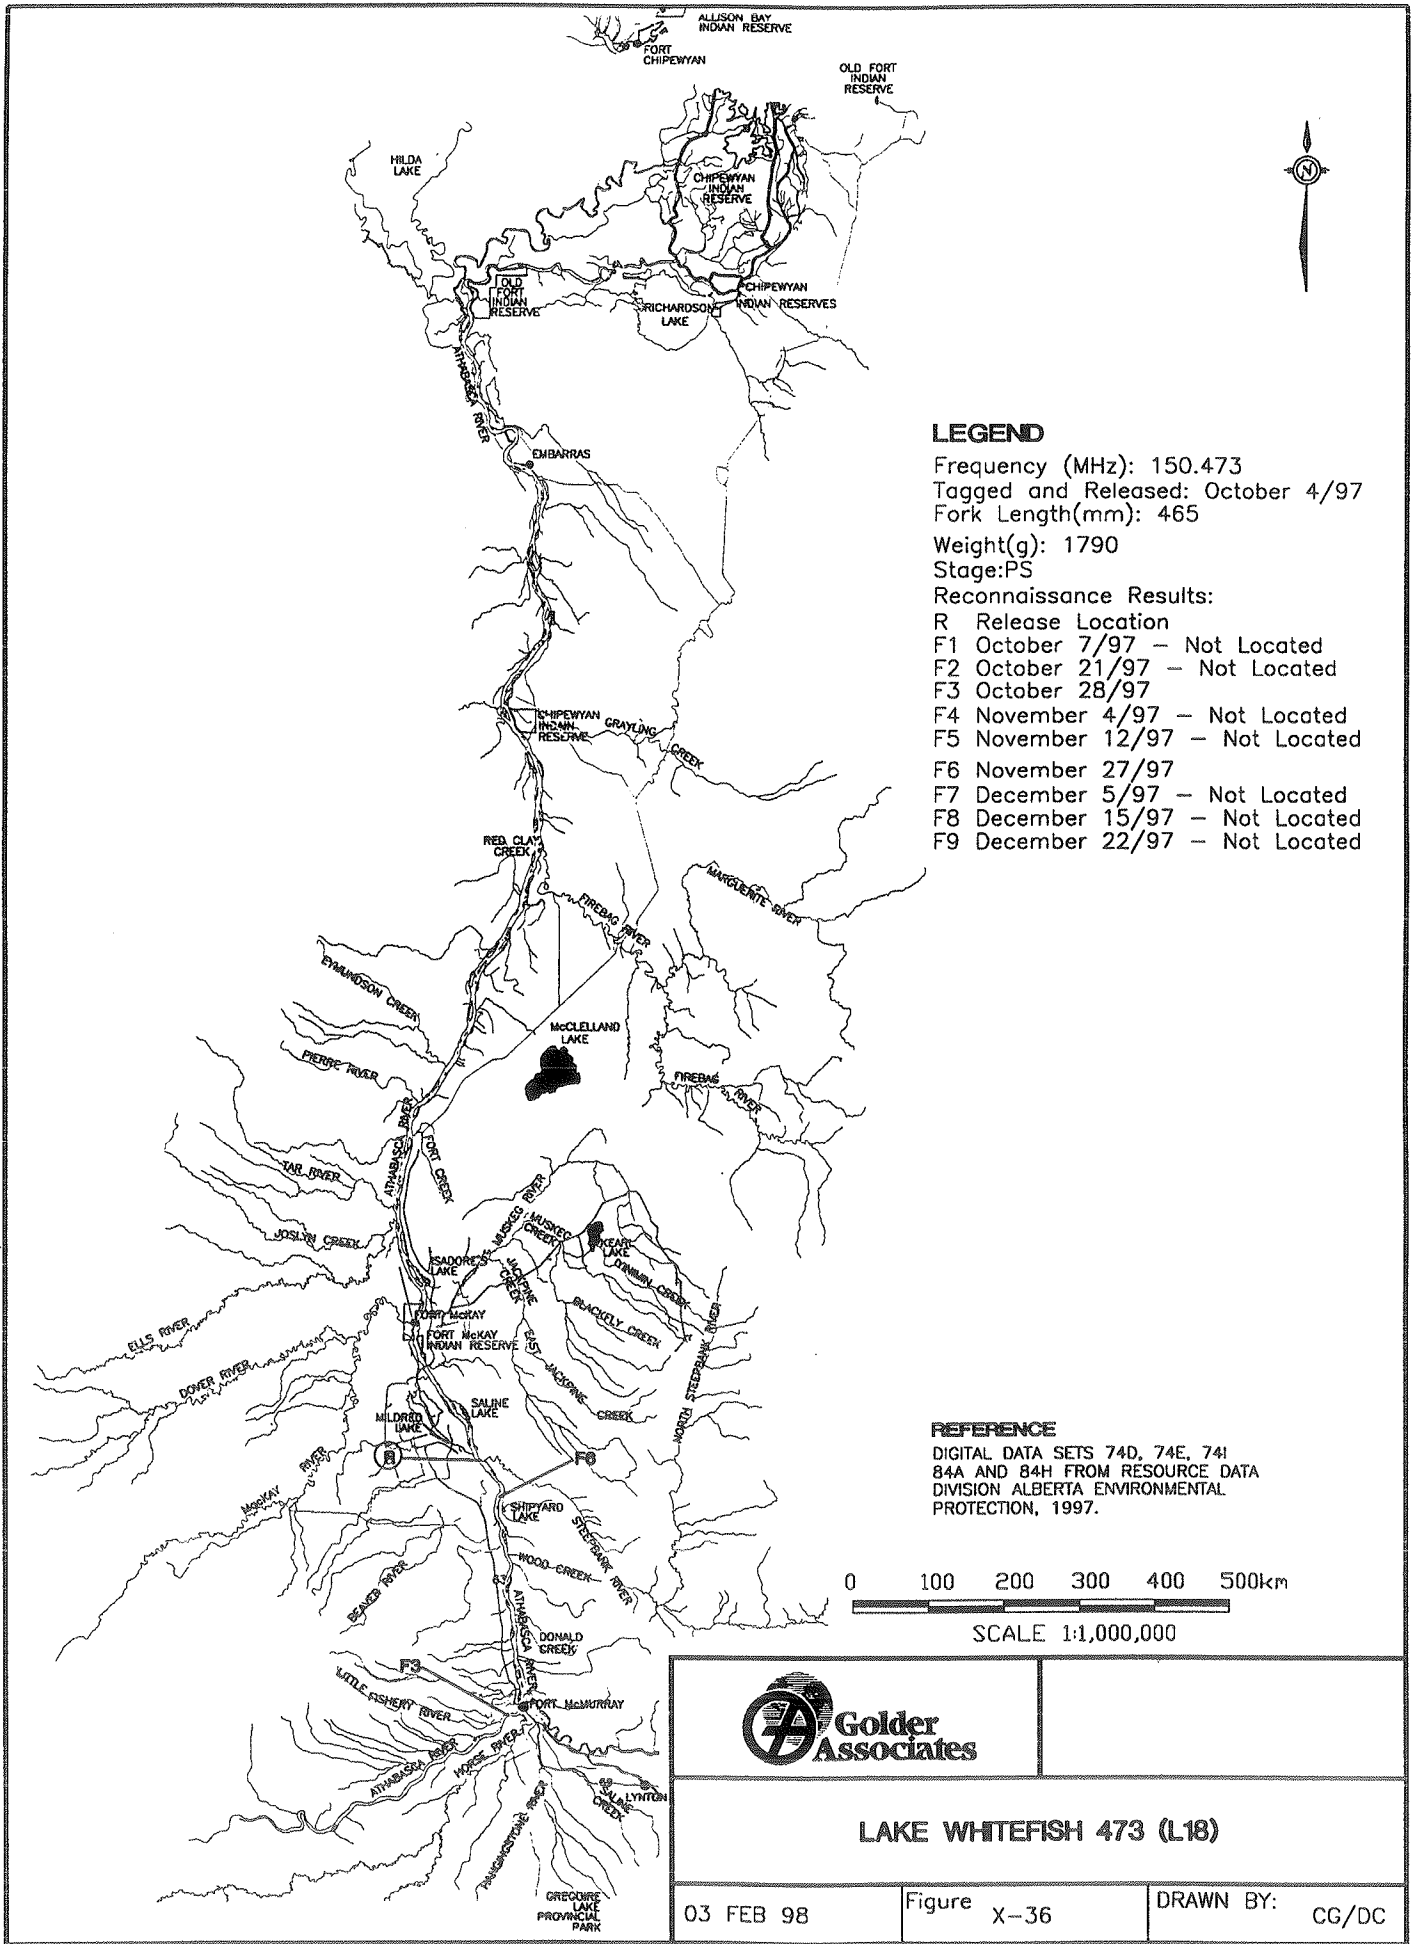 ALLISON BAY
INDIAN RESERVE
FORT
CHIPEWYAN
OLD FORT
INDIAN
RESERVE
HILDA
LAKE
N
CHIPEWYAN
INDIAN
RESERVE
OLD
FORT
INDIAN
RESERVE
CHIPEWYAN
INDIAN RESERVES
RICHARDSON
LAKE
ATHABASCA RIVER
EMBARRAS
LEGEND
Frequency (MHz): 150.473
Tagged and Released: October 4/97
Fork Length(mm): 465
Weight(g): 1790
Stage:PS
Reconnaissance Results:
R Release Location
F1 October 7/97 – Not Located
F2 October 21/97 – Not Located
F3 October 28/97
F4 November 4/97 – Not Located
F5 November 12/97 – Not Located
F6 November 27/97
F7 December 5/97 – Not Located
F8 December 15/97 – Not Located
F9 December 22/97 – Not Located
CHIPEWYAN
RESERVE
GRAYLING
CREEK
RED CLAY
CREEK
FIREBAG RIVER
MARGUERITE RIVER
EYMUNDSON CREEK
McCLELLAND
LAKE
PIERRE RIVER
FIREBAG RIVER
ATHABASCA RIVER
FORT CREEK
TAR RIVER
JOSLYN CREEK
MUSKEG RIVER
MUSKEG
CREEK
KEARL
LAKE
ISADORE'S
LAKE
JACKPINE
CREEK
IYINIMIN CREEK
BLACKFLY CREEK
FORT McKAY
FORT McKAY
INDIAN RESERVE
ELLS RIVER
DOVER RIVER
EAST JACKPINE CREEK
NORTH STEEPBANK RIVER
SALINE
LAKE
MILDRED
LAKE
R
F6
MacKAY RIVER
SHIPYARD
LAKE
STEEPBANK RIVER
WOOD CREEK
BEAVER RIVER
ATHABASCA RIVER
DONALD
CREEK
F3
LITTLE FISHERY RIVER
FORT McMURRAY
ATHABASCA RIVER
HORSE RIVER
HANGINGSTONE RIVER
SALINE
CREEK
LYNTON
GREGOIRE
LAKE
PROVINCIAL
PARK
REFERENCE
DIGITAL DATA SETS 74D, 74E, 74I
84A AND 84H FROM RESOURCE DATA
DIVISION ALBERTA ENVIRONMENTAL
PROTECTION, 1997.
0 100 200 300 400 500km
SCALE 1:1,000,000
Golder
Associates
LAKE WHITEFISH 473 (L18)
03 FEB 98
Figure X-36
DRAWN BY: CG/DC